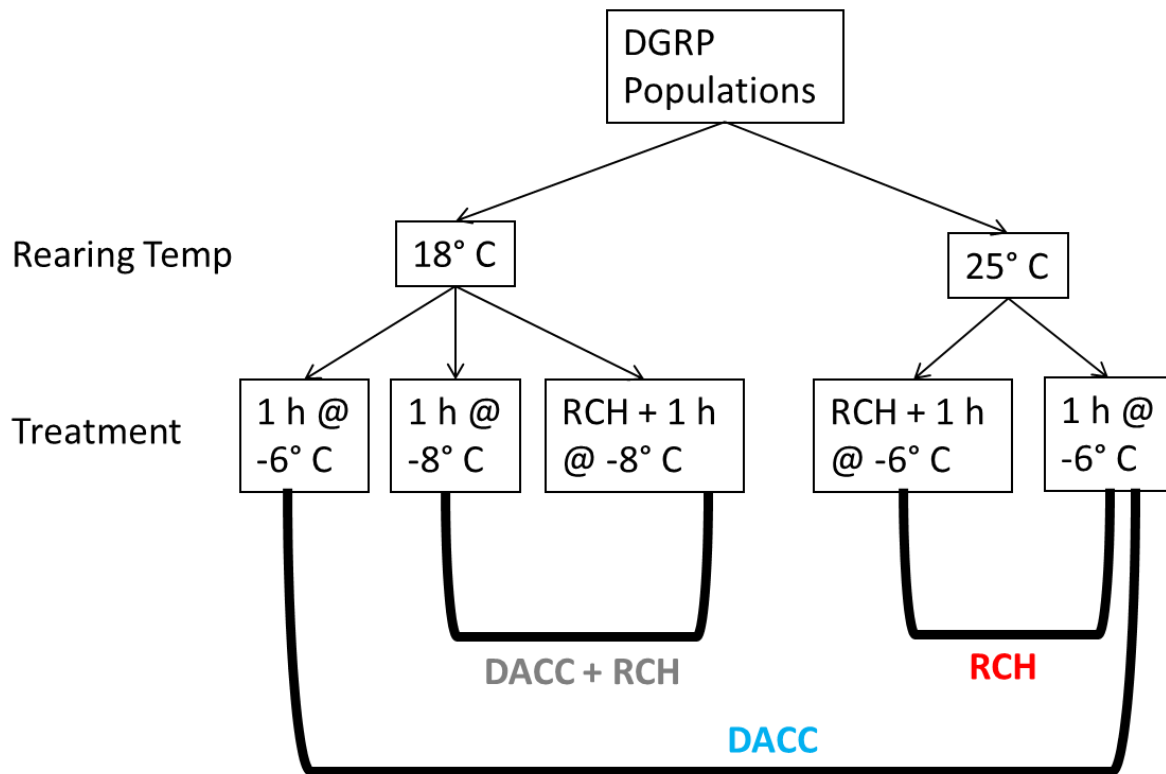 DGRP
Populations
Rearing Temp
18° C
25° C
Treatment
1 h @
-6° C
1 h @
-8° C
RCH + 1 h
@ -8° C
RCH + 1 h
@ -6° C
1 h @
-6° C
DACC + RCH
RCH
DACC